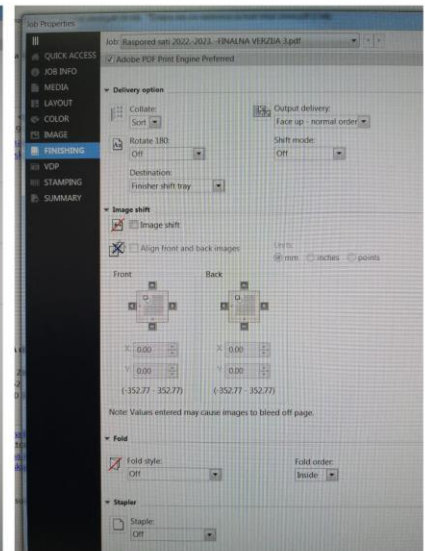 Job Properties
Job: Raspored sati 2022.-2023. -FINALNA VERZIJA 3.pdf
Adobe PDF Print Engine Preferred
QUICK ACCESS
JOB INFO
MEDIA
LAYOUT
COLOR
IMAGE
FINISHING
VDP
STAMPING
SUMMARY
Delivery option
Collate:
Sort
Output delivery:
Face up - normal order
Rotate 180:
Off
Shift mode:
Off
Destination:
Finisher shift tray
Image shift
Image shift
Align front and back images
Units:
mm inches points
Front Back
X: 0.00 X: 0.00
Y: 0.00 Y: 0.00
(-352.77 - 352.77) (-352.77 - 352.77)
Note: Values entered may cause images to bleed off page.
Fold
Fold style:
Off
Fold order:
Inside
Stapler
Staple:
Off